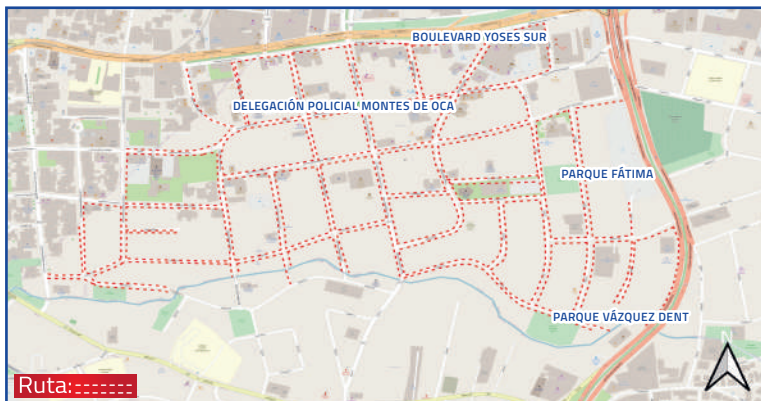 BOULEVARD YOSES SUR
DELEGACIÓN POLICIAL MONTES DE OCA
PARQUE FÁTIMA
PARQUE VÁZQUEZ DENT
N
Ruta: